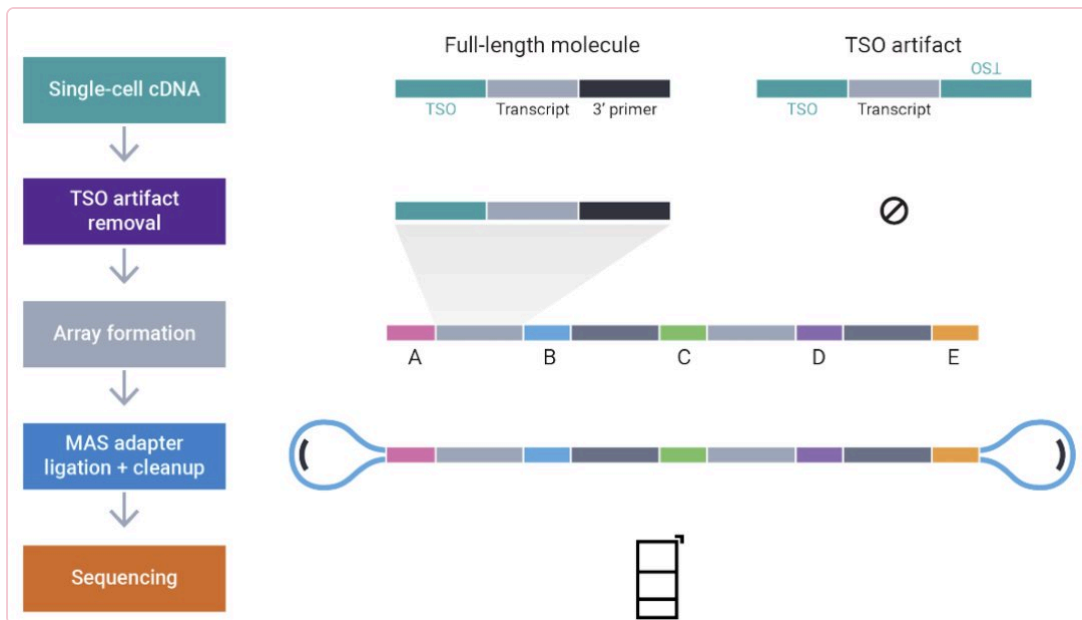 Full-length molecule
TSO artifact
Single-cell cDNA
TSO
TSO
Transcript
3' primer
TSO
Transcript
TSO artifact
removal
Array formation
A
B
C
D
E
MAS adapter
ligation + cleanup
Sequencing